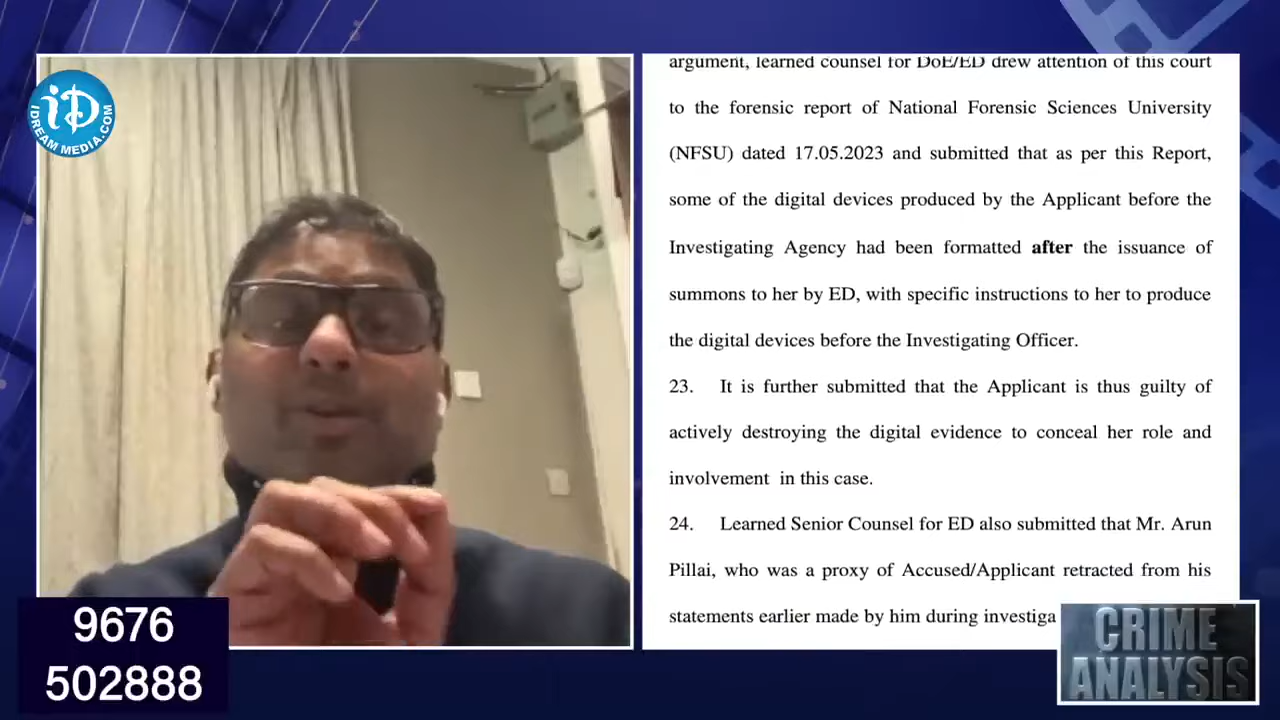 iD
IDREAM MEDIA.COM
argument, learned counsel for DoE/ED drew attention of this court
to the forensic report of National Forensic Sciences University
(NFSU) dated 17.05.2023 and submitted that as per this Report,
some of the digital devices produced by the Applicant before the
Investigating Agency had been formatted after the issuance of
summons to her by ED, with specific instructions to her to produce
the digital devices before the Investigating Officer.
23. It is further submitted that the Applicant is thus guilty of
actively destroying the digital evidence to conceal her role and
involvement in this case.
24. Learned Senior Counsel for ED also submitted that Mr. Arun
Pillai, who was a proxy of Accused/Applicant retracted from his
statements earlier made by him during investiga
9676
502888
CRIME
ANALYSIS